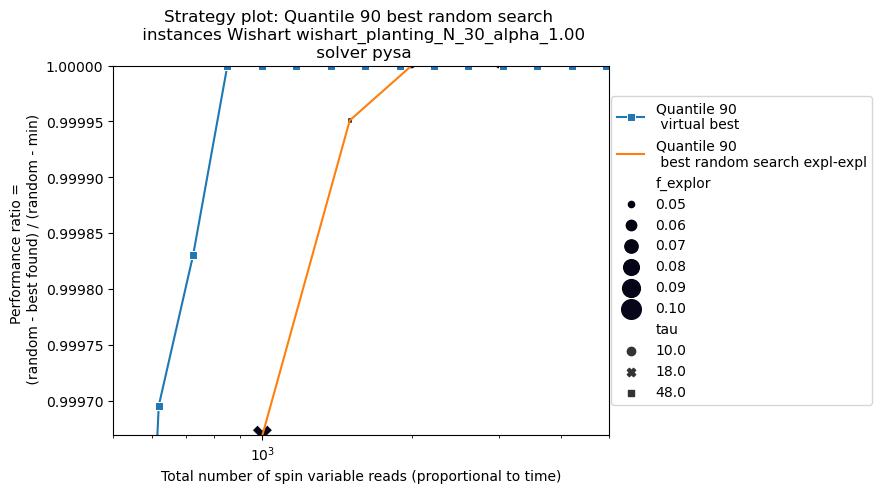 Strategy plot: Quantile 90 best random search
instances Wishart wishart_planting_N_30_alpha_1.00
solver pysa
1.00000
0.99995
0.99990
0.99985
0.99980
0.99975
0.99970
Performance ratio =
(random - best found) / (random - min)
10^3
Total number of spin variable reads (proportional to time)
Quantile 90
virtual best
Quantile 90
best random search expl-expl
f_explor
0.05
0.06
0.07
0.08
0.09
0.10
tau
10.0
18.0
48.0